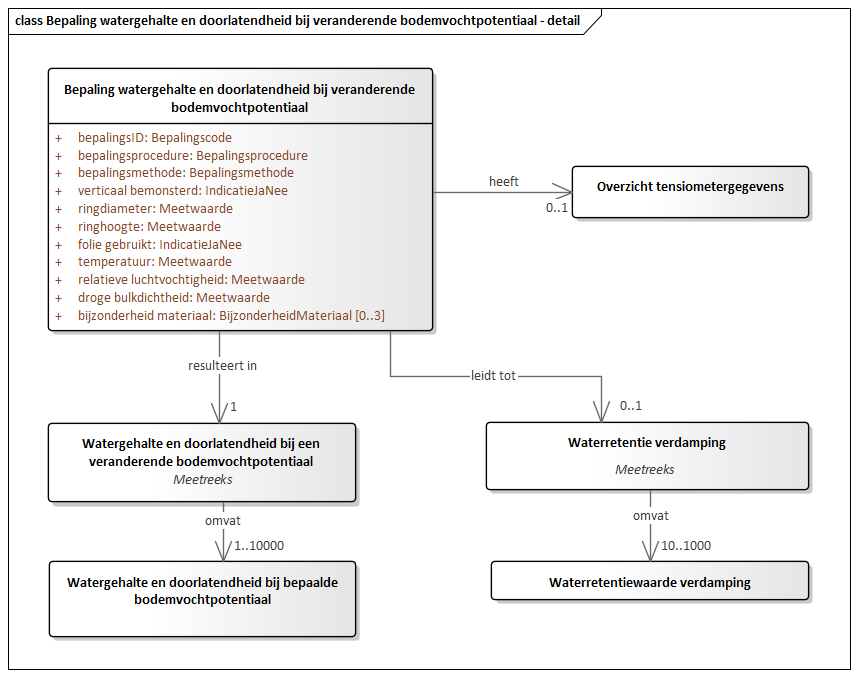 class Bepaling watergehalte en doorlatendheid bij veranderende bodemvochtpotentiaal - detail
Bepaling watergehalte en doorlatendheid bij veranderende
bodemvochtpotentiaal
+ bepalingsID: Bepalingscode
+ bepalingsprocedure: Bepalingsprocedure
+ bepalingsmethode: Bepalingsmethode
+ verticaal bemonsterd: IndicatieJaNee
+ ringdiameter: Meetwaarde
+ ringhoogte: Meetwaarde
+ folie gebruikt: IndicatieJaNee
+ temperatuur: Meetwaarde
+ relatieve luchtvochtigheid: Meetwaarde
+ droge bulkdichtheid: Meetwaarde
+ bijzonderheid materiaal: BijzonderheidMateriaal [0..3]
heeft
0..1
Overzicht tensiometergegevens
resulteert in
1
leidt tot
0..1
Watergehalte en doorlatendheid bij een
veranderende bodemvochtpotentiaal
Meetreeks
Waterretentie verdamping
Meetreeks
omvat
1..10000
omvat
10..1000
Watergehalte en doorlatendheid bij bepaalde
bodemvochtpotentiaal
Waterretentiewaarde verdamping